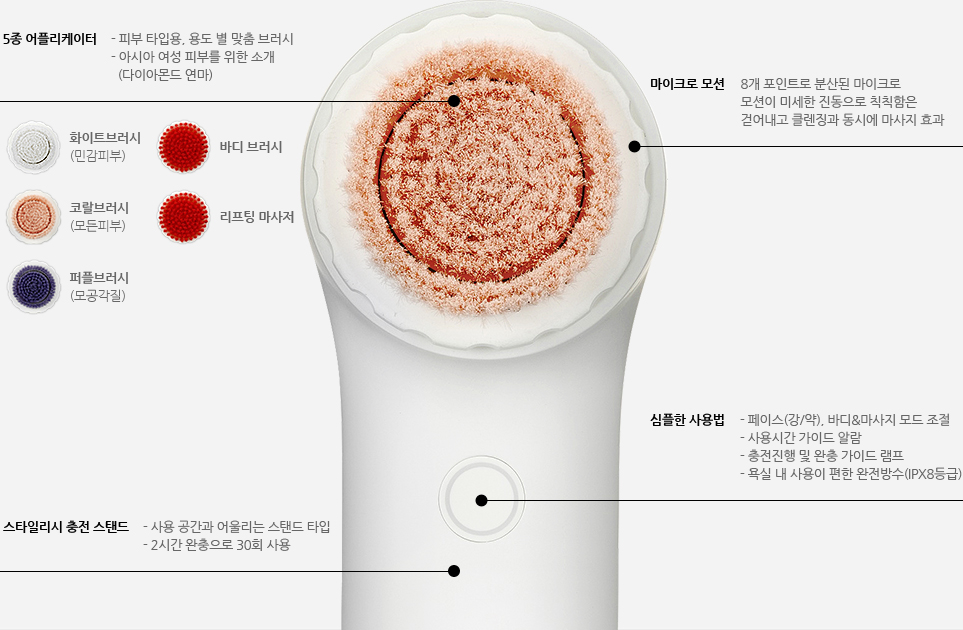 5종 어플리케이터
- 피부 타입용, 용도 별 맞춤 브러시
- 아시아 여성 피부를 위한 소개
(다이아몬드 연마)
화이트브러시
(민감피부)
바디 브러시
코랄브러시
(모든피부)
리프팅 마사저
퍼플브러시
(모공각질)
마이크로 모션
8개 포인트로 분산된 마이크로
모션이 미세한 진동으로 칙칙함은
걷어내고 클렌징과 동시에 마사지 효과
심플한 사용법
- 페이스(강/약), 바디&마사지 모드 조절
- 사용시간 가이드 알람
- 충전진행 및 완충 가이드 램프
- 욕실 내 사용이 편한 완전방수(IPX8등급)
스타일리시 충전 스탠드
- 사용 공간과 어울리는 스탠드 타입
- 2시간 완충으로 30회 사용